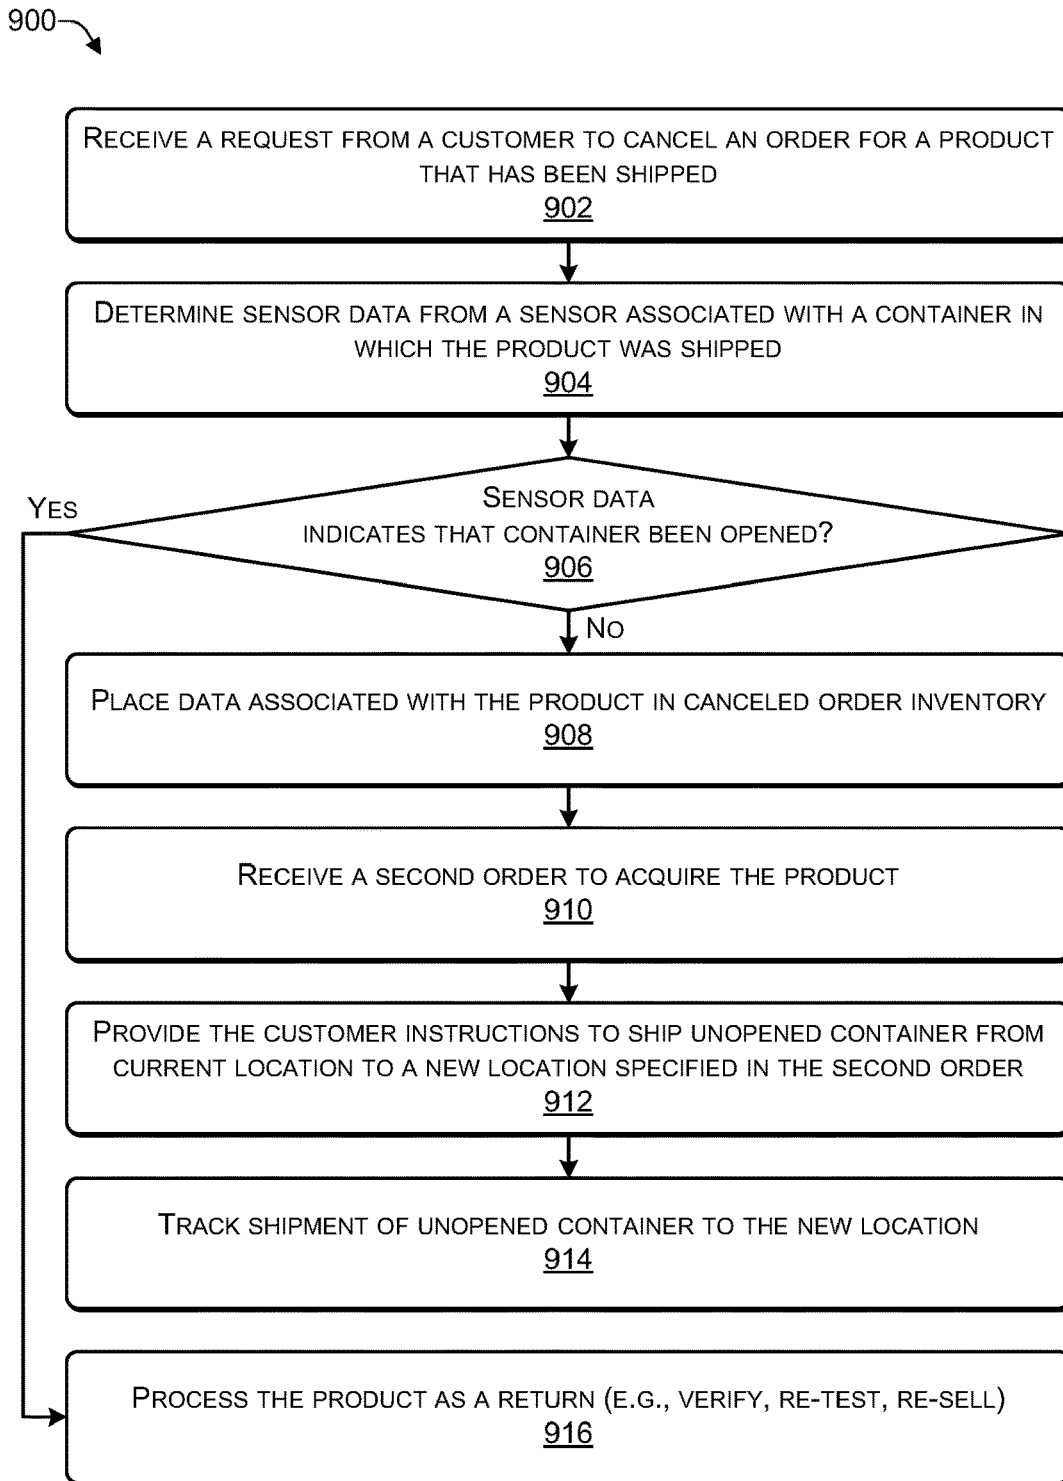 900
RECEIVE A REQUEST FROM A CUSTOMER TO CANCEL AN ORDER FOR A PRODUCT
THAT HAS BEEN SHIPPED
902
DETERMINE SENSOR DATA FROM A SENSOR ASSOCIATED WITH A CONTAINER IN
WHICH THE PRODUCT WAS SHIPPED
904
YES
SENSOR DATA
INDICATES THAT CONTAINER BEEN OPENED?
906
NO
PLACE DATA ASSOCIATED WITH THE PRODUCT IN CANCELED ORDER INVENTORY
908
RECEIVE A SECOND ORDER TO ACQUIRE THE PRODUCT
910
PROVIDE THE CUSTOMER INSTRUCTIONS TO SHIP UNOPENED CONTAINER FROM
CURRENT LOCATION TO A NEW LOCATION SPECIFIED IN THE SECOND ORDER
912
TRACK SHIPMENT OF UNOPENED CONTAINER TO THE NEW LOCATION
914
PROCESS THE PRODUCT AS A RETURN (E.G., VERIFY, RE-TEST, RE-SELL)
916